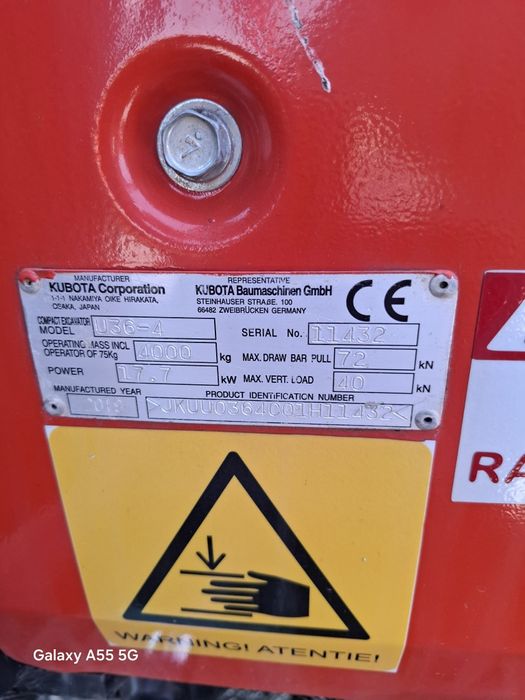 MANUFACTURER
KUBOTA Corporation
1-1-1 NAKAMIYA OIKE HIRAKATA,
OSAKA, JAPAN
REPRESENTATIVE
KUBOTA Baumaschinen GmbH
STEINHAUSER STRAßE. 100
66482 ZWEIBRÜCKEN GERMANY
CE
COMPACT EXCAVATOR
MODEL U36-4
SERIAL No. 11432
OPERATING MASS INCL
OPERATOR OF 75Kg 4000 kg
MAX. DRAW BAR PULL 72 kN
POWER 17.7 kW
MAX. VERT. LOAD 40 kN
MANUFACTURED YEAR
PRODUCT IDENTIFICATION NUMBER
>JKUU0364C01H11432<
RA
WARNING! ATENTIE!
Galaxy A55 5G